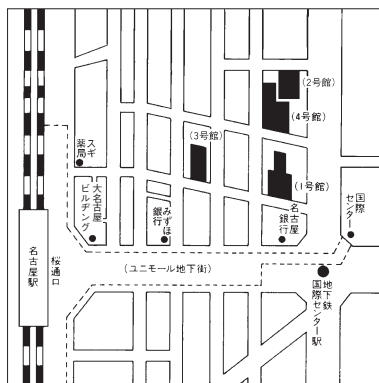 (2号館)
(4号館)
(3号館)
(1号館)
スギ
薬局
大名古屋
ビルヂング
みずほ
銀行
名古屋
銀行
国際
センター
(ユニモール地下街)
桜通口
名古屋駅
地下鉄
国際センター駅